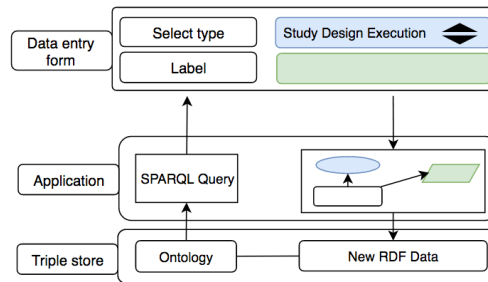 Data entry
form
Select type
Study Design Execution
Label
Application
SPARQL Query
Triple store
Ontology
New RDF Data